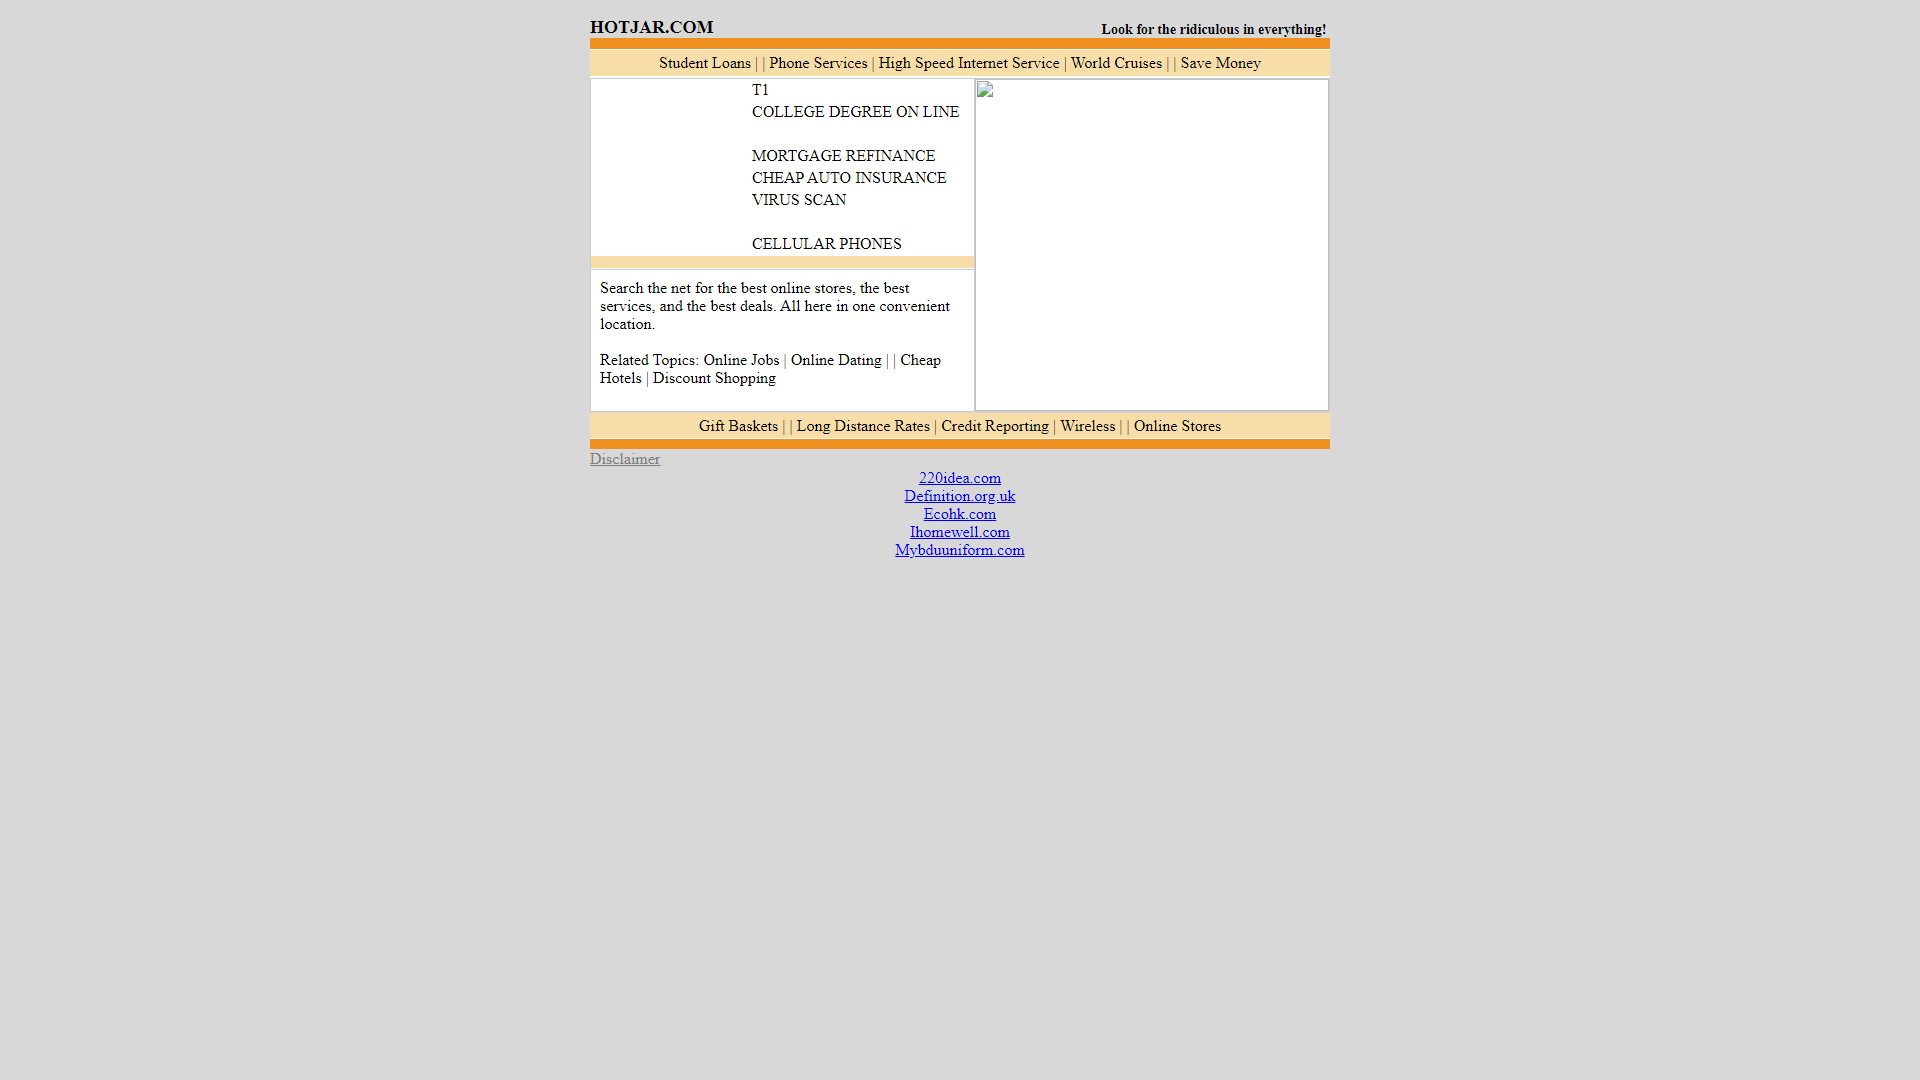 HOTJAR.COM
Look for the ridiculous in everything!
Student Loans | | Phone Services | High Speed Internet Service | World Cruises | | Save Money
T1
COLLEGE DEGREE ON LINE
MORTGAGE REFINANCE
CHEAP AUTO INSURANCE
VIRUS SCAN
CELLULAR PHONES
Search the net for the best online stores, the best
services, and the best deals. All here in one convenient
location.
Related Topics: Online Jobs | Online Dating | | Cheap
Hotels | Discount Shopping
Gift Baskets | | Long Distance Rates | Credit Reporting | Wireless | | Online Stores
Disclaimer
220idea.com
Definition.org.uk
Ecohk.com
Ihomewell.com
Mybduuniform.com